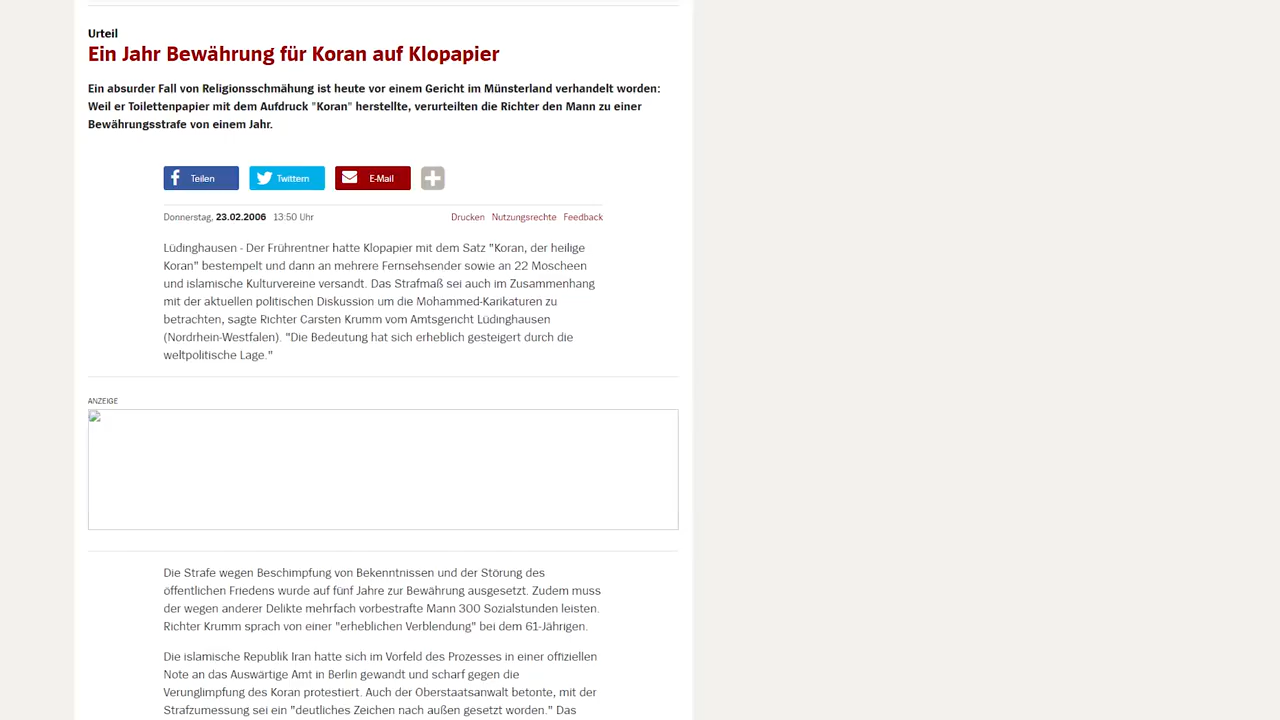 Urteil
Ein Jahr Bewährung für Koran auf Klopapier
Ein absurder Fall von Religionsschmähung ist heute vor einem Gericht im Münsterland verhandelt worden:
Weil er Toilettenpapier mit dem Aufdruck "Koran" herstellte, verurteilten die Richter den Mann zu einer
Bewährungsstrafe von einem Jahr.
Teilen Twittern E-Mail
Donnerstag, 23.02.2006 13:50 Uhr Drucken Nutzungsrechte Feedback
Lüdinghausen - Der Frührentner hatte Klopapier mit dem Satz "Koran, der heilige
Koran" bestempelt und dann an mehrere Fernsehsender sowie an 22 Moscheen
und islamische Kulturvereine versandt. Das Strafmaß sei auch im Zusammenhang
mit der aktuellen politischen Diskussion um die Mohammed-Karikaturen zu
betrachten, sagte Richter Carsten Krumm vom Amtsgericht Lüdinghausen
(Nordrhein-Westfalen). "Die Bedeutung hat sich erheblich gesteigert durch die
weltpolitische Lage."
ANZEIGE
Die Strafe wegen Beschimpfung von Bekenntnissen und der Störung des
öffentlichen Friedens wurde auf fünf Jahre zur Bewährung ausgesetzt. Zudem muss
der wegen anderer Delikte mehrfach vorbestrafte Mann 300 Sozialstunden leisten.
Richter Krumm sprach von einer "erheblichen Verblendung" bei dem 61-Jährigen.
Die islamische Republik Iran hatte sich im Vorfeld des Prozesses in einer offiziellen
Note an das Auswärtige Amt in Berlin gewandt und scharf gegen die
Verunglimpfung des Koran protestiert. Auch der Oberstaatsanwalt betonte, mit der
Strafzumessung sei ein "deutliches Zeichen nach außen gesetzt worden." Das